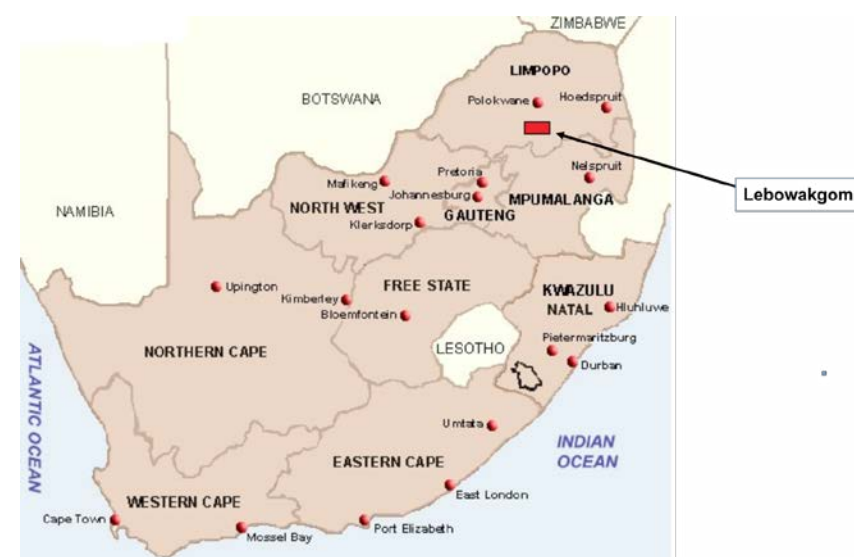 ZIMBABWE
LIMPOPO
BOTSWANA
Polokwane
Hoedspruit
Lebowakgom
Mafikeng
Pretoria
Nelspruit
Johannesburg
NAMIBIA
NORTH WEST
GAUTENG
MPUMALANGA
Klerksdorp
Upington
Kimberley
FREE STATE
KWAZULU
NATAL
Hluhluwe
Bloemfontein
NORTHERN CAPE
LESOTHO
Pietermaritzburg
Durban
ATLANTIC OCEAN
Umtata
INDIAN
OCEAN
EASTERN CAPE
WESTERN CAPE
East London
Cape Town
Mossel Bay
Port Elizabeth